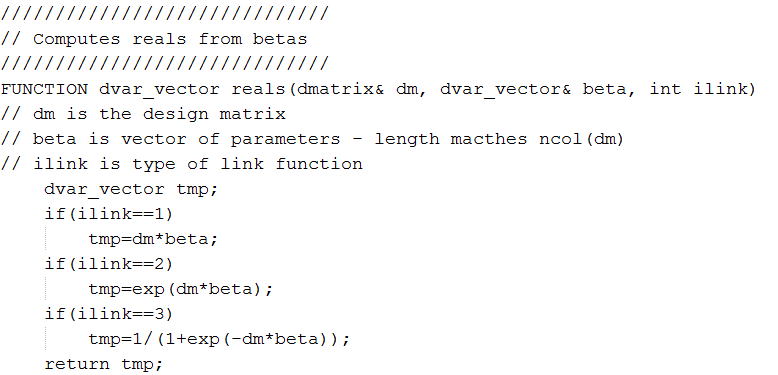 //////////////////////////////
// Computes reals from betas
//////////////////////////////
FUNCTION dvar_vector reals(dmatrix& dm, dvar_vector& beta, int ilink)
// dm is the design matrix
// beta is vector of parameters - length macthes ncol(dm)
// ilink is type of link function
    dvar_vector tmp;
    if(ilink==1)
        tmp=dm*beta;
    if(ilink==2)
        tmp=exp(dm*beta);
    if(ilink==3)
        tmp=1/(1+exp(-dm*beta));
    return tmp;